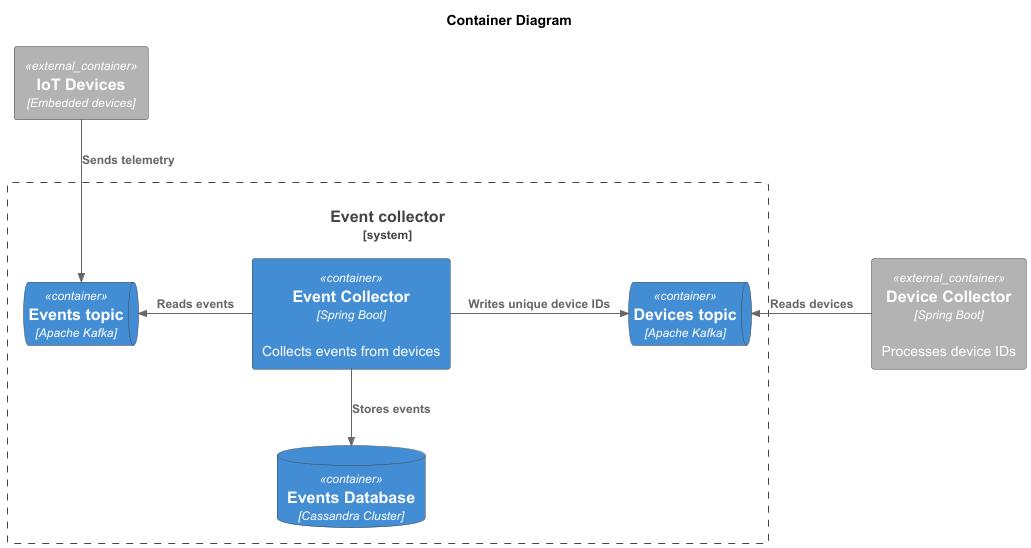 Container Diagram
«external_container»
IoT Devices
[Embedded devices]
Sends telemetry
Event collector
[system]
«container»
Events topic
[Apache Kafka]
Reads events
«container»
Event Collector
[Spring Boot]
Collects events from devices
Writes unique device IDs
«container»
Devices topic
[Apache Kafka]
Reads devices
«external_container»
Device Collector
[Spring Boot]
Processes device IDs
Stores events
«container»
Events Database
[Cassandra Cluster]